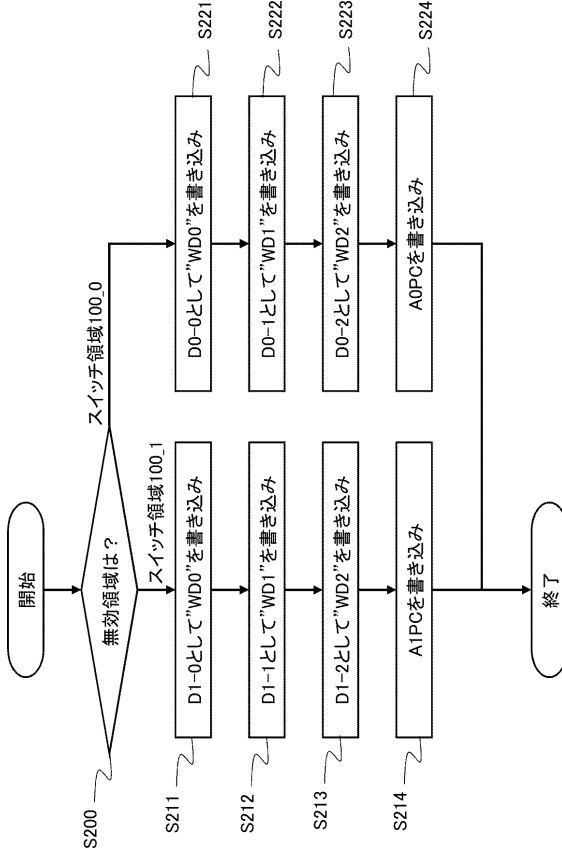 開始
S200
無効領域は？
スイッチ領域100_0
スイッチ領域100_1
S211
D1-0として”WD0”を書き込み
S212
D1-1として”WD1”を書き込み
S213
D1-2として”WD2”を書き込み
S214
A1PCを書き込み
S221
D0-0として”WD0”を書き込み
S222
D0-1として”WD1”を書き込み
S223
D0-2として”WD2”を書き込み
S224
A0PCを書き込み
終了